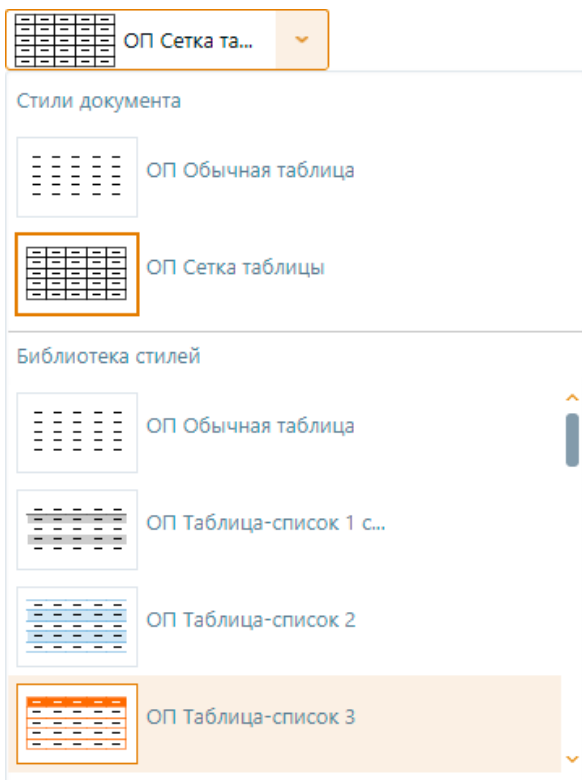 ОП Сетка та...
Стили документа
ОП Обычная таблица
ОП Сетка таблицы
Библиотека стилей
ОП Обычная таблица
ОП Таблица-список 1 с...
ОП Таблица-список 2
ОП Таблица-список 3